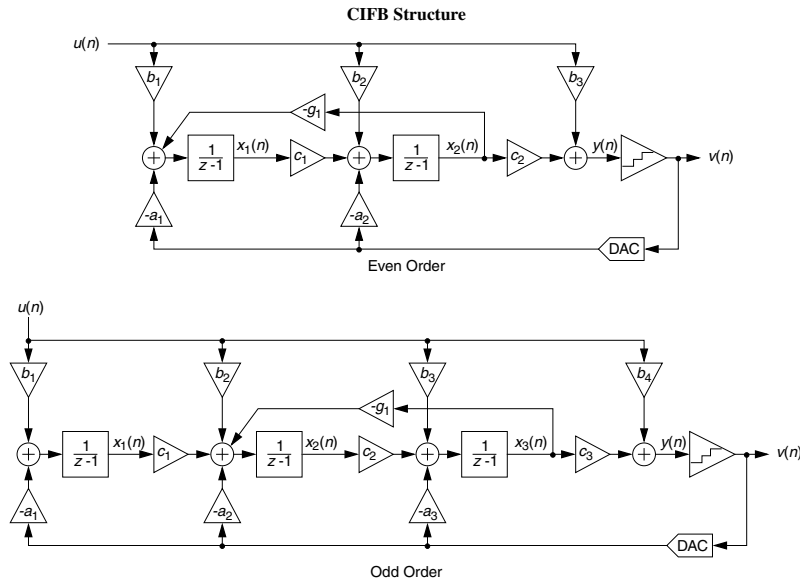 CIFB Structure
u(n)
b1 b2 b3
-g1
1/z-1 x1(n) c1 1/z-1 x2(n) c2 y(n) v(n)
-a1 -a2
DAC
Even Order
u(n)
b1 b2 b3 b4
-g1
1/z-1 x1(n) c1 1/z-1 x2(n) c2 1/z-1 x3(n) c3 y(n) v(n)
-a1 -a2 -a3
DAC
Odd Order